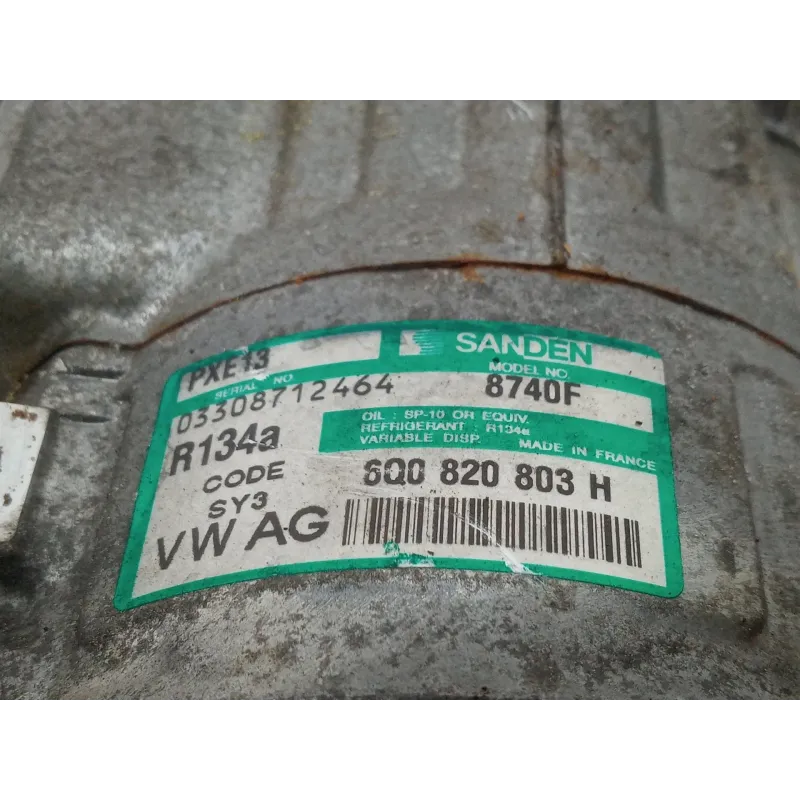 PXE13
SANDEN
SERIAL NO
MODEL NO.
03308712464
8740F
R134a
OIL : SP-10 OR EQUIV.
REFRIGERANT : R134a
VARIABLE DISP.
MADE IN FRANCE
CODE
SY3
6Q0 820 803 H
VW AG